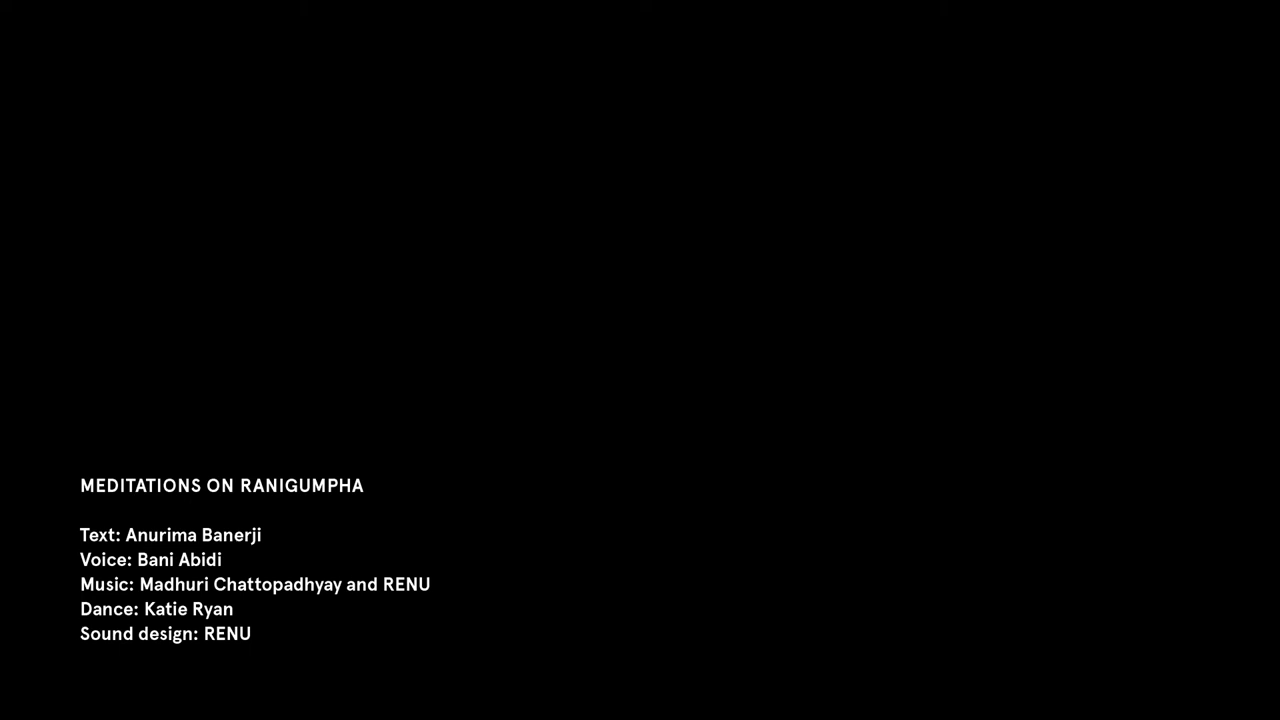 MEDITATIONS ON RANIGUMPHA
Text: Anurima Banerji
Voice: Bani Abidi
Music: Madhuri Chattopadhyay and RENU
Dance: Katie Ryan
Sound design: RENU